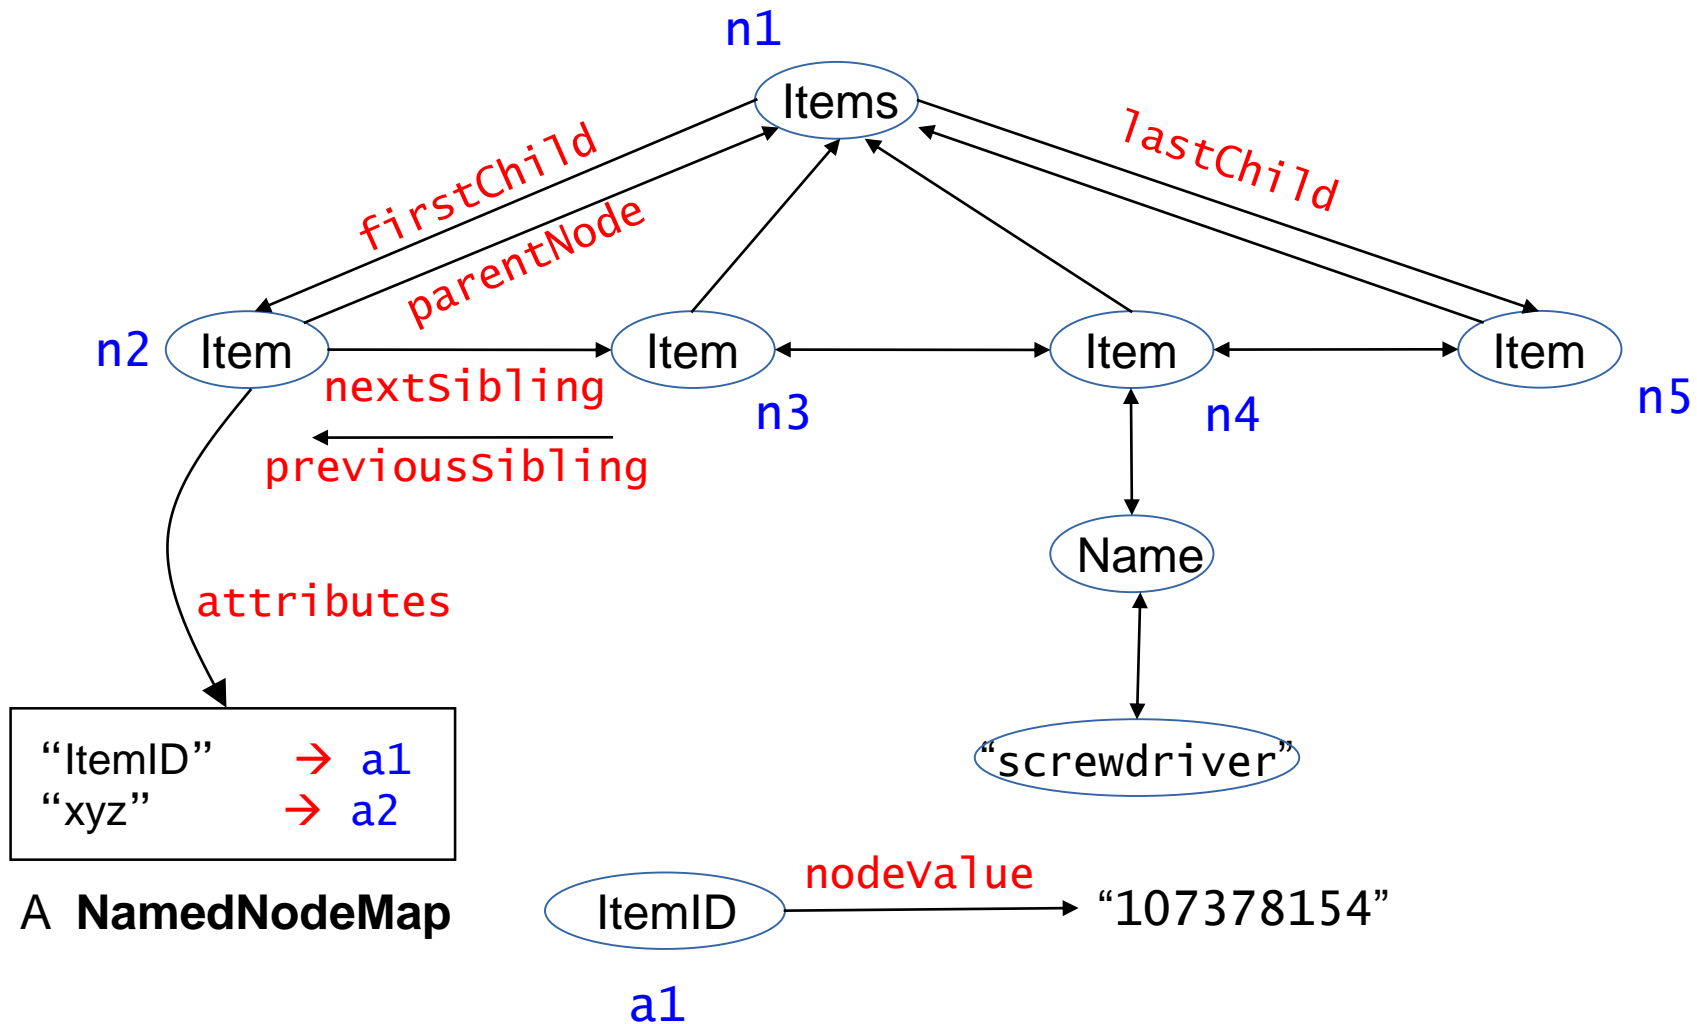 n1
Items
firstChild
lastChild
parentNode
n2
Item
Item
Item
Item
nextSibling
n3
n4
n5
previousSibling
Name
attributes
“ItemID” → a1
“screwdriver”
“xyz” → a2
nodeValue
A NamedNodeMap
ItemID
“107378154”
a1